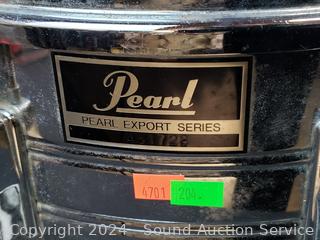 Pearl
PEARL EXPORT SERIES
4701
204
Copyright 2024 Sound Auction Service